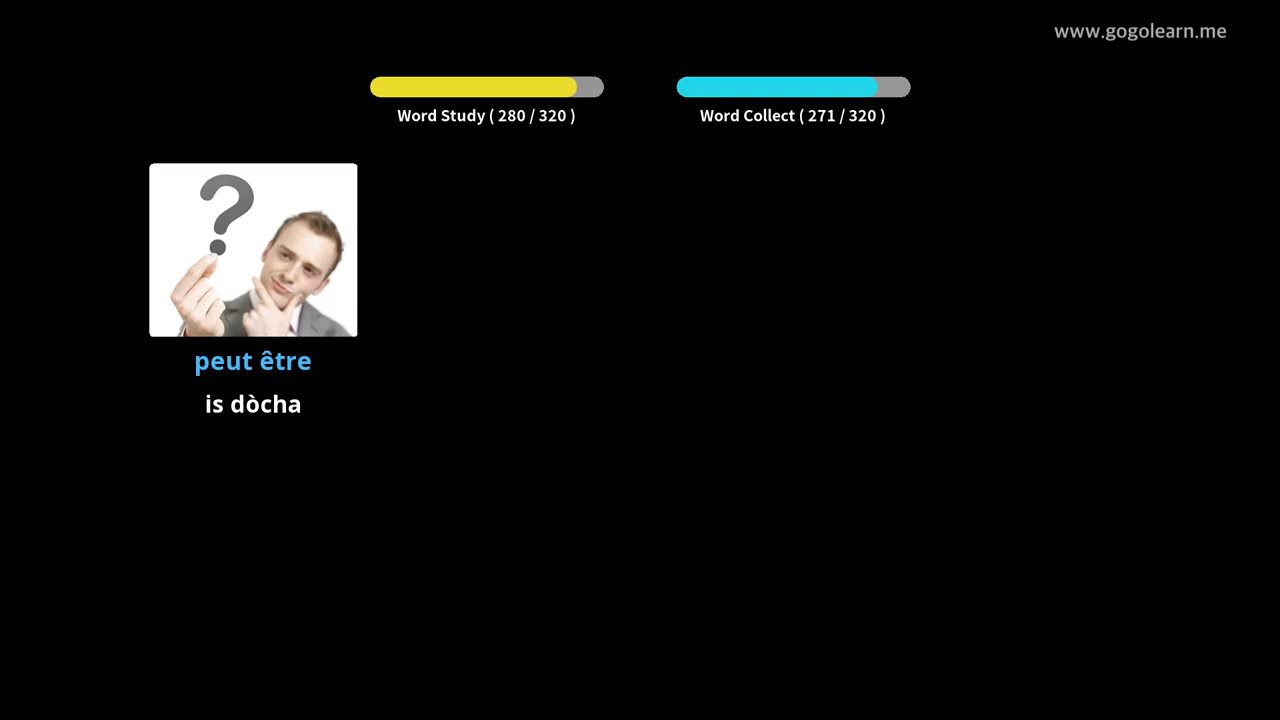 www.gogolearn.me
Word Study ( 280 / 320 )
Word Collect ( 271 / 320 )
peut être
is dòcha